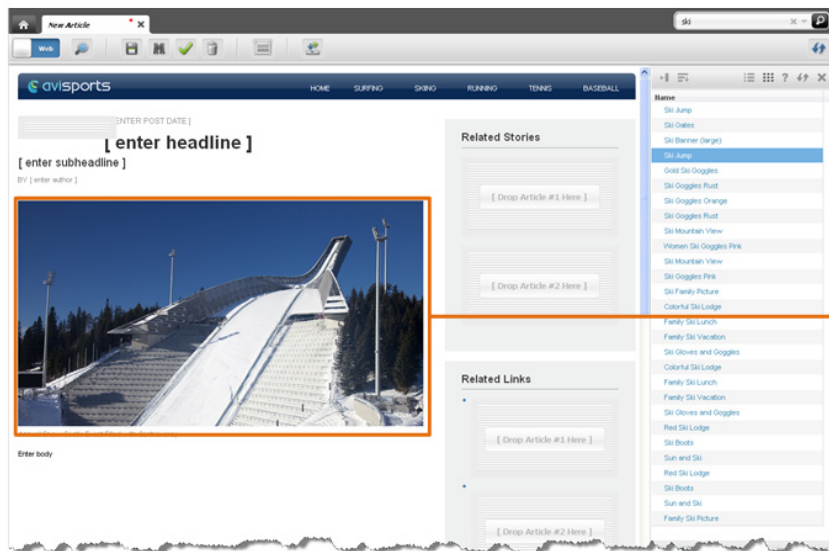 New Article
ski
Web
avisports
HOME SURFING SKIING RUNNING TENNIS BASEBALL
ENTER POST DATE ]
[ enter headline ]
[ enter subheadline ]
BY [ enter author ]
Enter body
Related Stories
[ Drop Article #1 Here ]
[ Drop Article #2 Here ]
Related Links
[ Drop Article #1 Here ]
[ Drop Article #2 Here ]
Name
Ski Jump
Ski Gates
Ski Banner (large)
Ski Jump
Gold Ski Goggles
Ski Goggles Rust
Ski Goggles Orange
Ski Goggles Rust
Ski Mountain View
Women Ski Goggles Pink
Ski Mountain View
Ski Goggles Pink
Ski Family Picture
Colorful Ski Lodge
Family Ski Lunch
Family Ski Vacation
Ski Gloves and Goggles
Colorful Ski Lodge
Family Ski Lunch
Family Ski Vacation
Ski Gloves and Goggles
Red Ski Lodge
Ski Boots
Sun and Ski
Red Ski Lodge
Ski Boots
Sun and Ski
Family Ski Picture